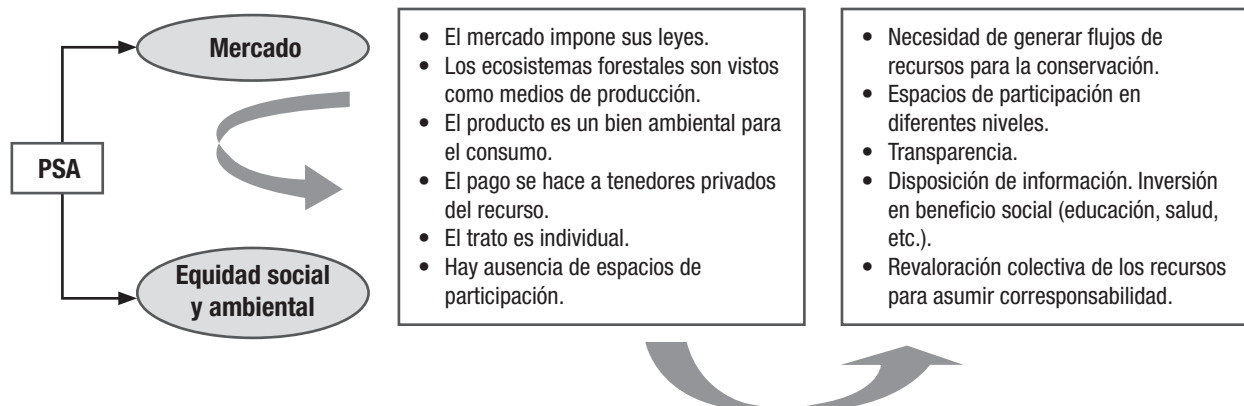 Mercado
PSA
Equidad social
y ambiental
• El mercado impone sus leyes.
• Los ecosistemas forestales son vistos
como medios de producción.
• El producto es un bien ambiental para
el consumo.
• El pago se hace a tenedores privados
del recurso.
• El trato es individual.
• Hay ausencia de espacios de
participación.
• Necesidad de generar flujos de
recursos para la conservación.
• Espacios de participación en
diferentes niveles.
• Transparencia.
• Disposición de información. Inversión
en beneficio social (educación, salud,
etc.).
• Revaloración colectiva de los recursos
para asumir corresponsabilidad.